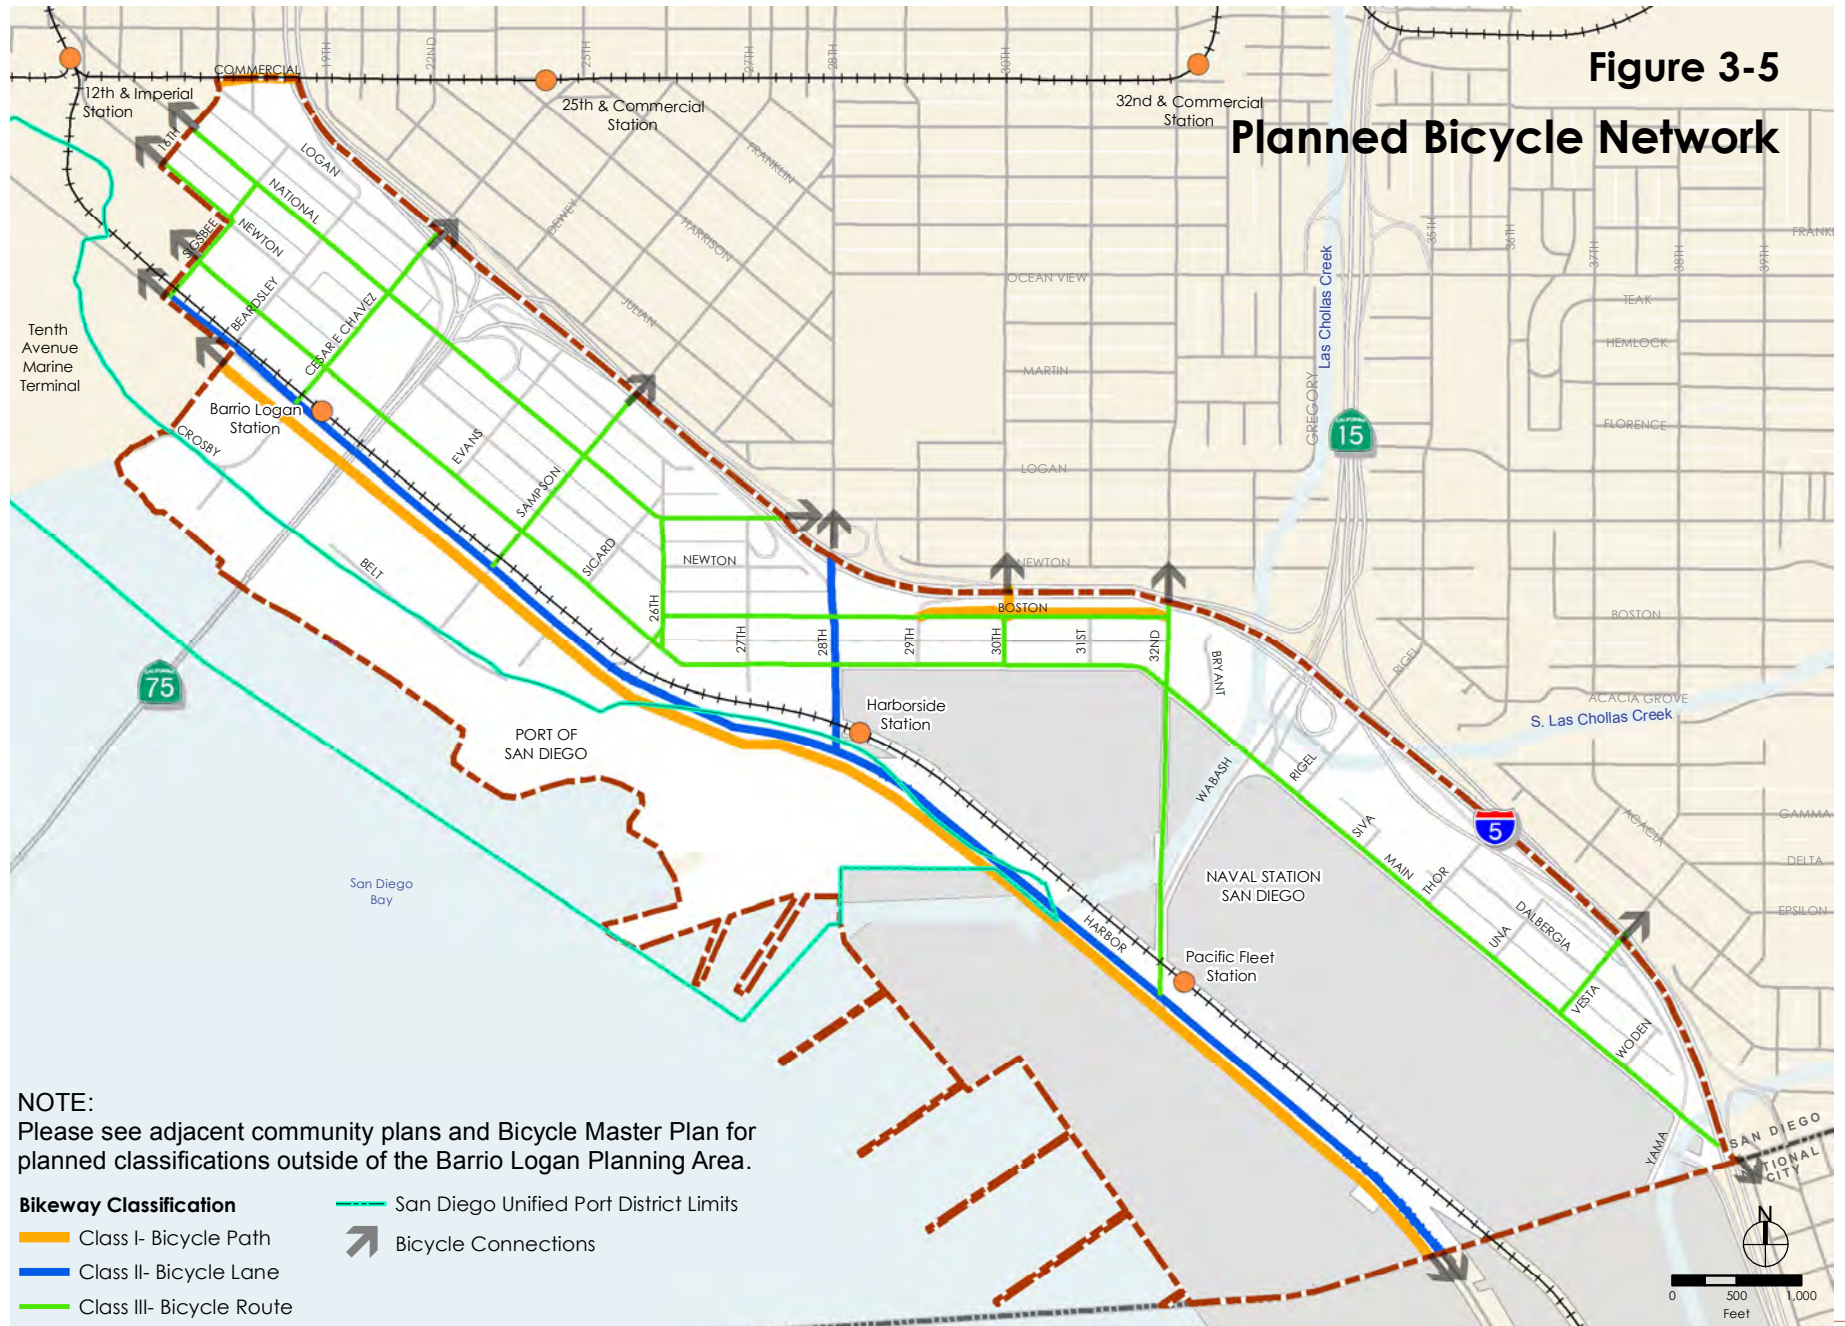 Figure 3-5
Planned Bicycle Network
COMMERCIAL
19TH
22ND
25TH
27TH
28TH
30TH
12th & Imperial
Station
25th & Commercial
Station
32nd & Commercial
Station
16TH
LOGAN
NATIONAL
FRANKLIN
DEWEY
HARRISON
JULIAN
SIGSBEE
NEWTON
BEARDSLEY
CESAR E CHAVEZ
OCEAN VIEW
35TH
36TH
37TH
38TH
39TH
FRANKL
TEAK
HEMLOCK
FLORENCE
Las Chollas Creek
GREGORY
MARTIN
LOGAN
CALIFORNIA
15
Tenth
Avenue
Marine
Terminal
Barrio Logan
Station
CROSBY
EVANS
SAMPSON
SICARD
BELT
NEWTON
NEWTON
BOSTON
BOSTON
26TH
27TH
28TH
29TH
30TH
31ST
32ND
BRYANT
RIGEL
ACACIA GROVE
S. Las Chollas Creek
CALIFORNIA
75
PORT OF
SAN DIEGO
Harborside
Station
WABASH
RIGEL
SIVA
MAIN
THOR
5
ACACIA
GAMMA
DELTA
EPSILON
San Diego
Bay
NAVAL STATION
SAN DIEGO
HARBOR
DALBERGIA
UNA
Pacific Fleet
Station
VESTA
WODEN
YAMA
SAN DIEGO
NATIONAL
CITY
NOTE:
Please see adjacent community plans and Bicycle Master Plan for
planned classifications outside of the Barrio Logan Planning Area.
Bikeway Classification
Class I- Bicycle Path
Class II- Bicycle Lane
Class III- Bicycle Route
San Diego Unified Port District Limits
Bicycle Connections
N
0 500 1,000
Feet